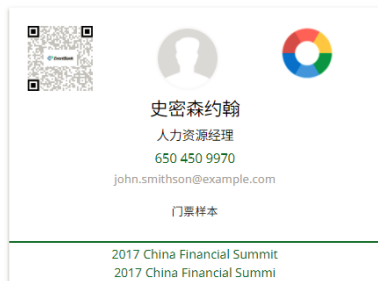 EventBank
史密森约翰
人力资源经理
650 450 9970
john.smithson@example.com
门票样本
2017 China Financial Summit
2017 China Financial Summi